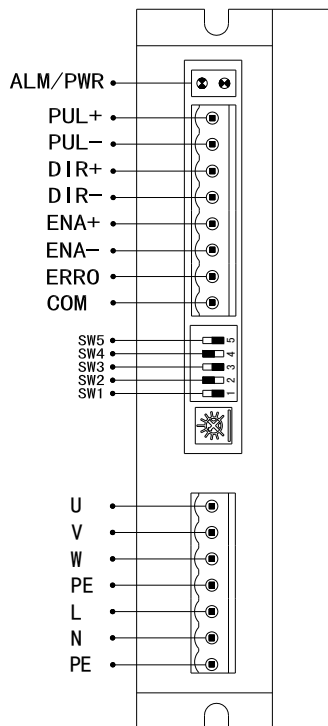 ALM/PWR
PUL+
PUL-
DIR+
DIR-
ENA+
ENA-
ERRO
COM
SW5 5
SW4 4
SW3 3
SW2 2
SW1 1
U
V
W
PE
L
N
PE